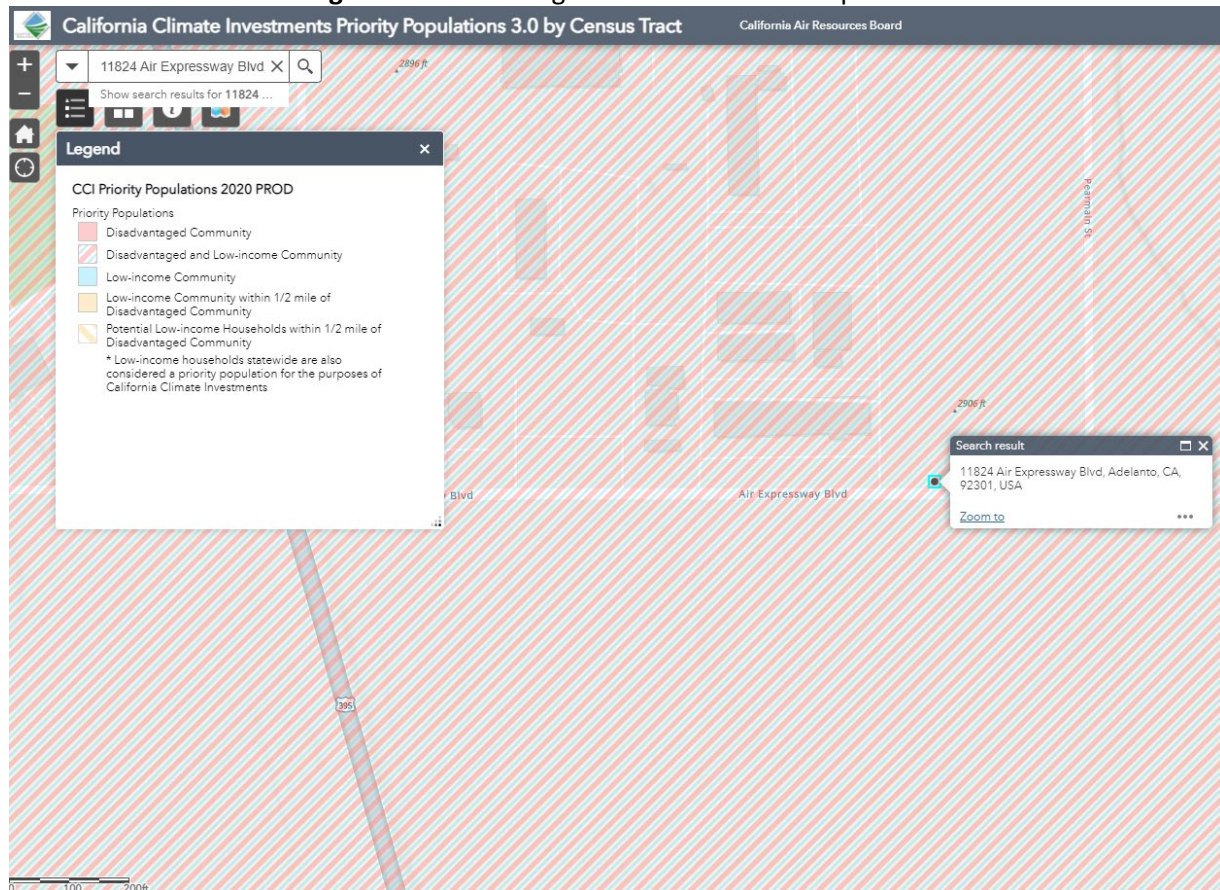 California Climate Investments Priority Populations 3.0 by Census Tract
California Air Resources Board
+
−
11824 Air Expressway Blvd
Show search results for 11824 ...
2896 ft
Legend
CCI Priority Populations 2020 PROD
Priority Populations
Disadvantaged Community
Disadvantaged and Low-income Community
Low-income Community
Low-income Community within 1/2 mile of
Disadvantaged Community
Potential Low-income Households within 1/2 mile of
Disadvantaged Community
* Low-income households statewide are also
considered a priority population for the purposes of
California Climate Investments
Pearmain St
2906 ft
Search result
11824 Air Expressway Blvd, Adelanto, CA,
92301, USA
Zoom to
Blvd
Air Expressway Blvd
395
0 100 200ft